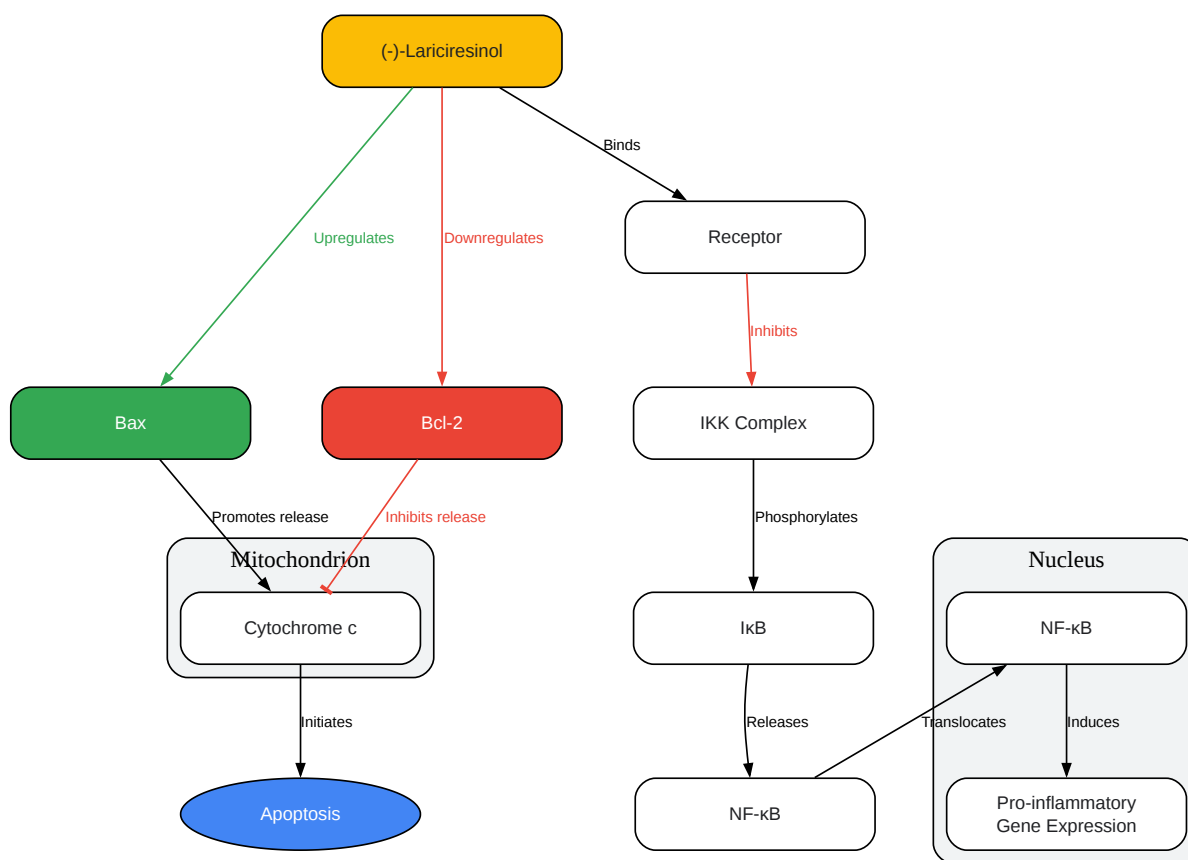 (-)-Lariciresinol
Binds
Receptor
Upregulates
Downregulates
Inhibits
Bax
Bcl-2
IKK Complex
Promotes release
Inhibits release
Phosphorylates
Mitochondrion
Nucleus
Cytochrome c
IκB
NF-κB
Initiates
Releases
Translocates
Induces
Apoptosis
NF-κB
Pro-inflammatory
Gene Expression